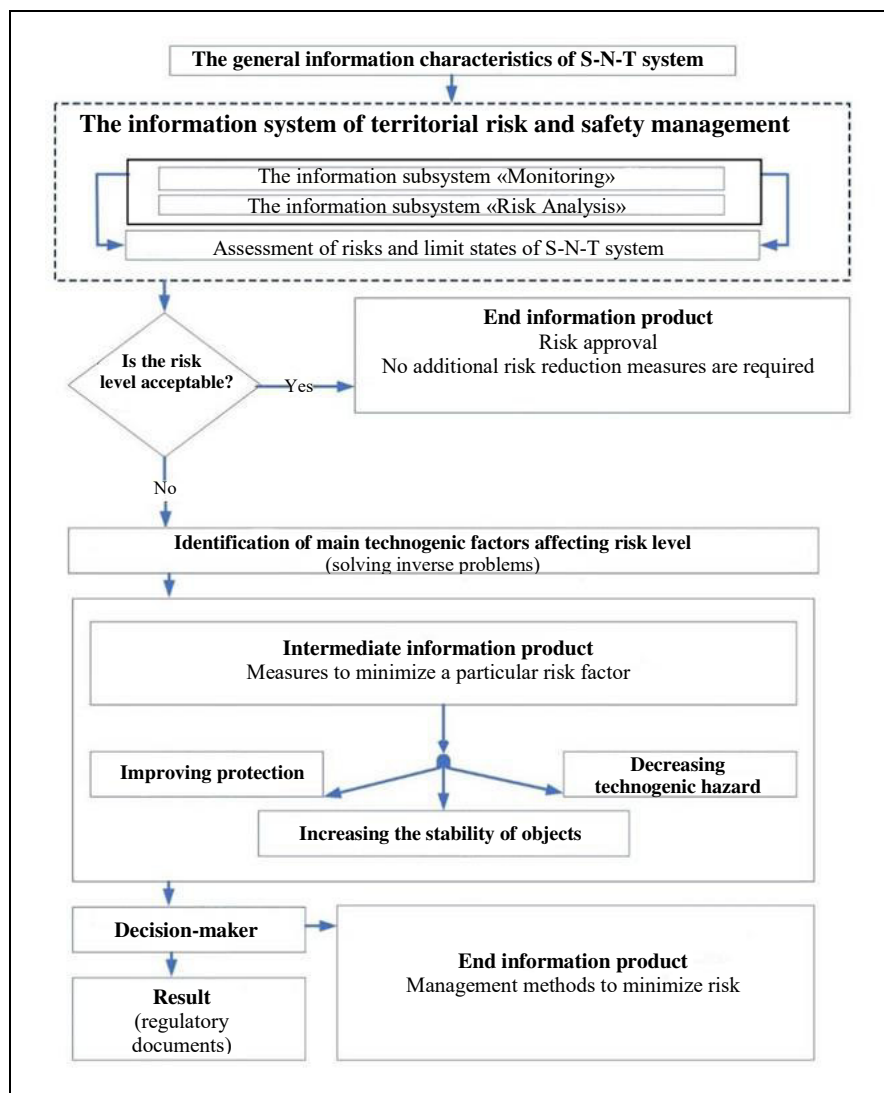 The general information characteristics of S-N-T system
The information system of territorial risk and safety management
The information subsystem «Monitoring»
The information subsystem «Risk Analysis»
Assessment of risks and limit states of S-N-T system
Is the risk
level acceptable?
Yes
End information product
Risk approval
No additional risk reduction measures are required
No
Identification of main technogenic factors affecting risk level
(solving inverse problems)
Intermediate information product
Measures to minimize a particular risk factor
Improving protection
Decreasing
technogenic hazard
Increasing the stability of objects
Decision-maker
End information product
Management methods to minimize risk
Result
(regulatory
documents)